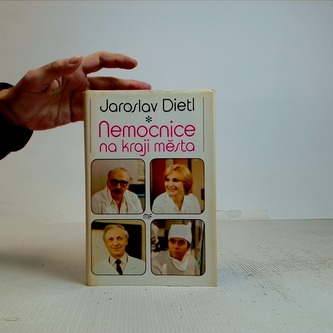 Jaroslav Dietl
*
Nemocnice
na kraji města
MF